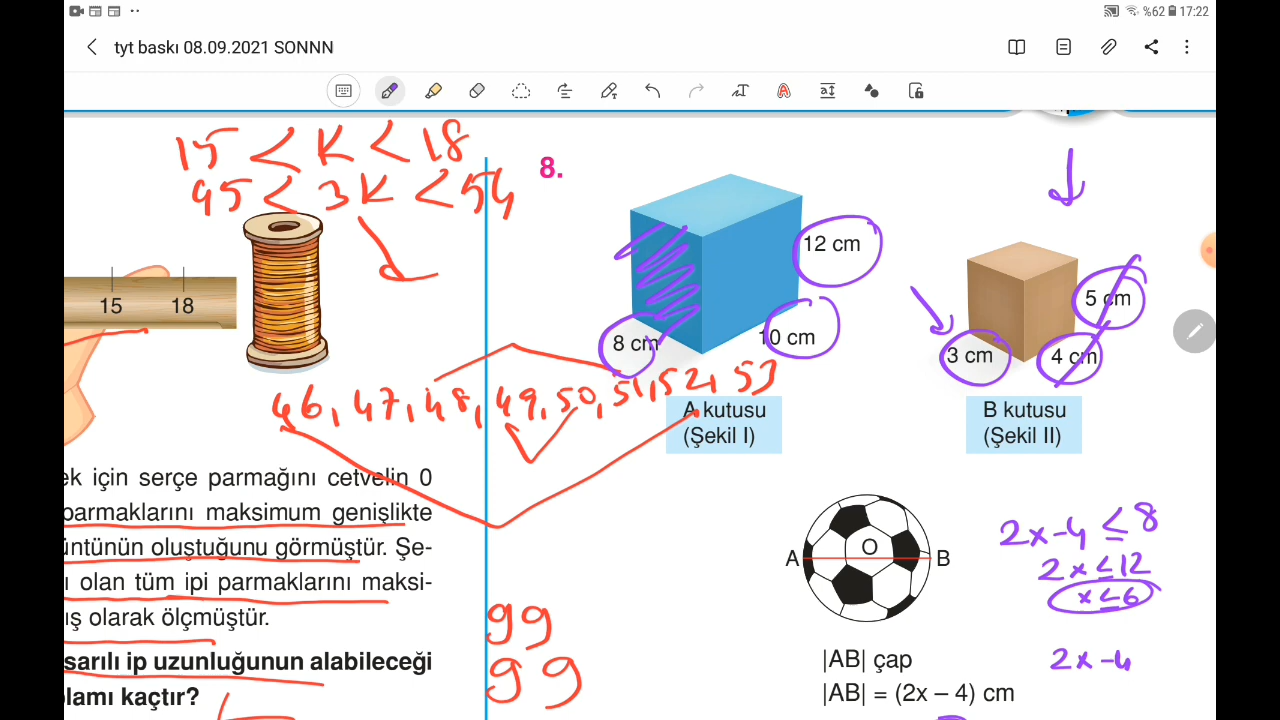 %62 17:22
tyt baskı 08.09.2021 SONNN
15 < K < 18
45 < 3K < 54
15 18
46, 47, 48, 49, 50, 51, 52, 53
ek için serçe parmağını cetvelin 0
parmaklarını maksimum genişlikte
üntünün oluştuğunu görmüştür. Şe-
ı olan tüm ipi parmaklarını maksi-
ış olarak ölçmüştür.
sarılı ip uzunluğunun alabileceği
olamı kaçtır?
99
99
8.
12 cm
10 cm
8 cm
A kutusu
(Şekil I)
5 cm
4 cm
3 cm
B kutusu
(Şekil II)
A O B
|AB| çap
|AB| = (2x – 4) cm
2x-4 ≤ 8
2x ≤ 12
x ≤ 6
2x-4